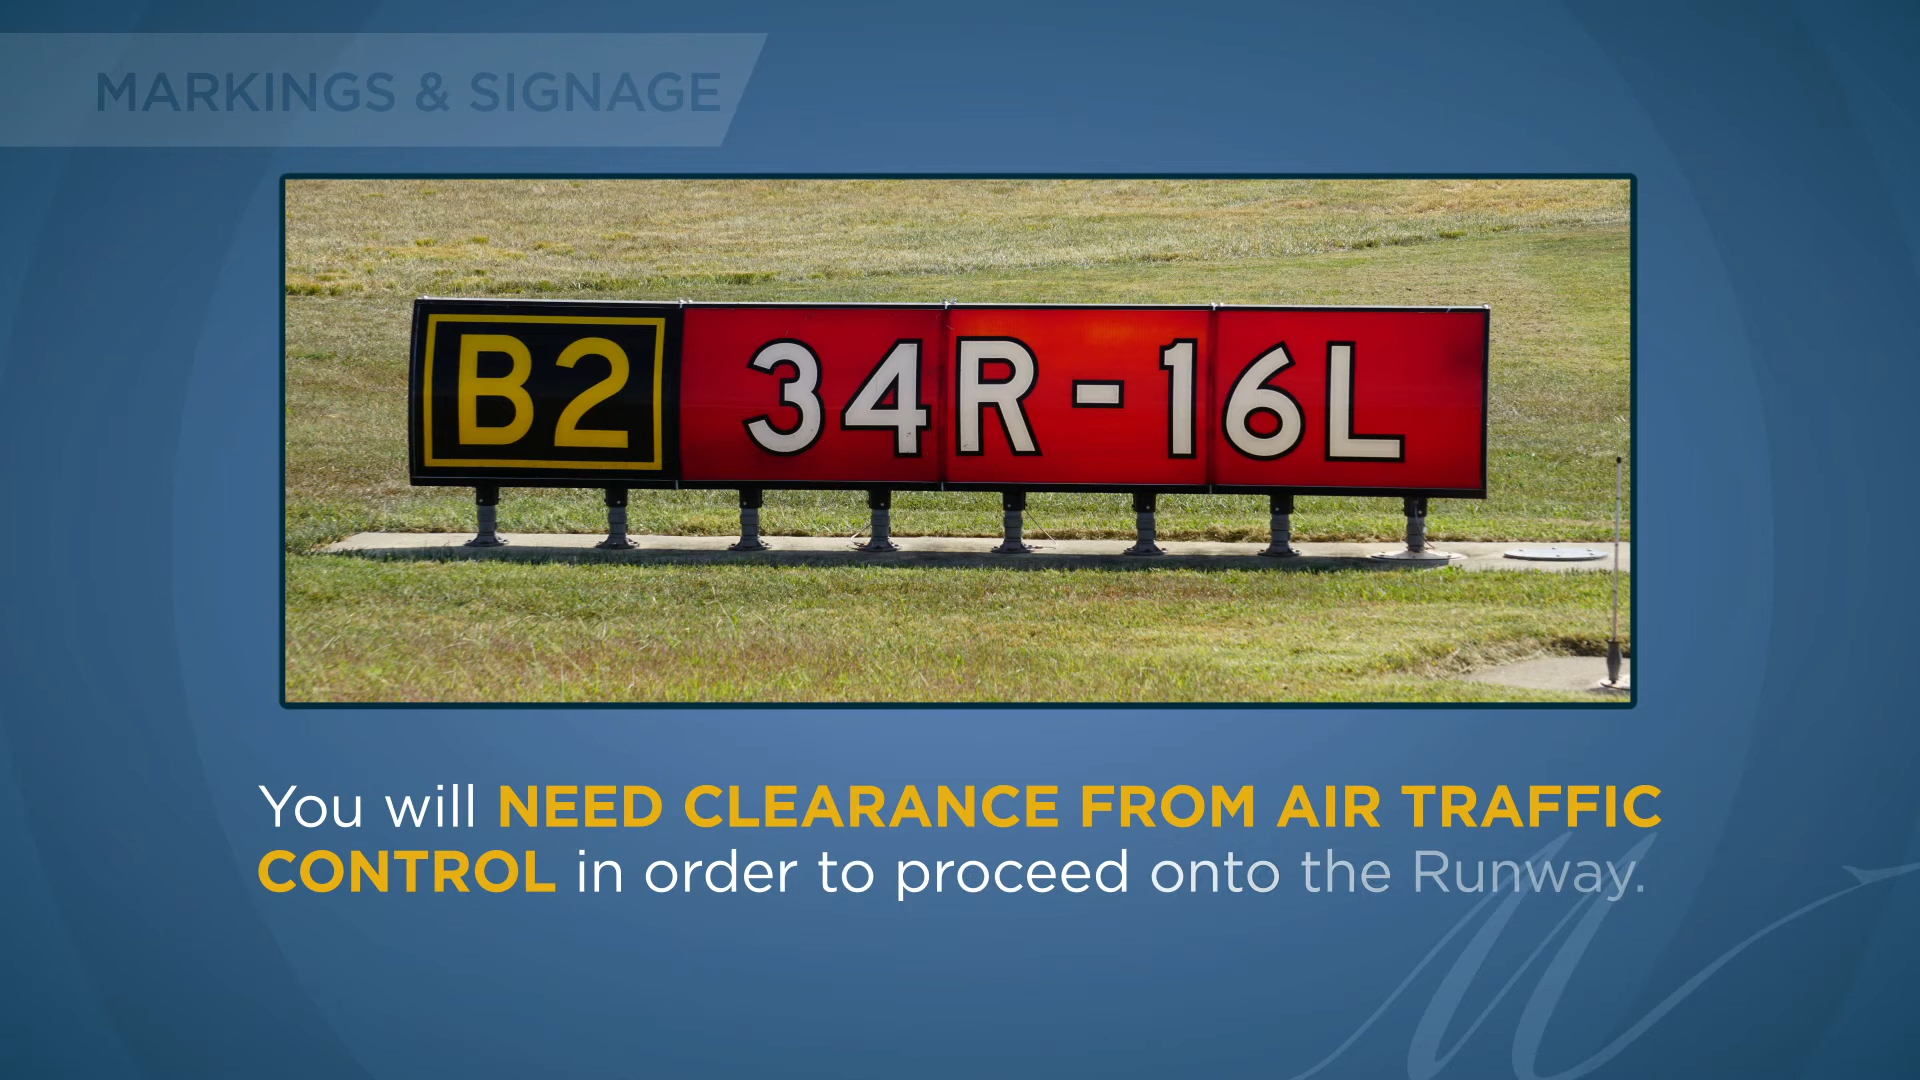 MARKINGS & SIGNAGE
B2 34R-16L
You will NEED CLEARANCE FROM AIR TRAFFIC
CONTROL in order to proceed onto the Runway.